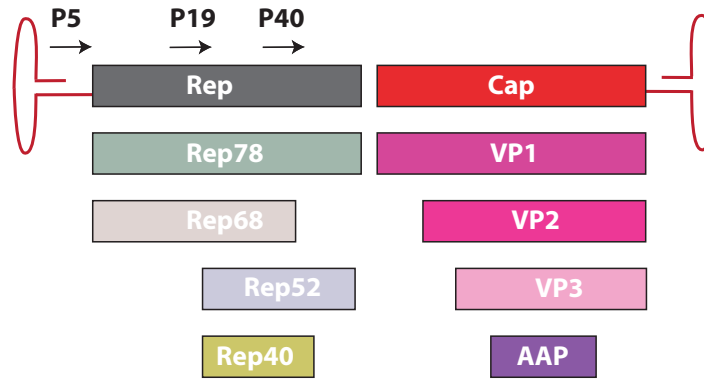 P5 P19 P40
Rep Cap
Rep78 VP1
Rep68 VP2
Rep52 VP3
Rep40 AAP